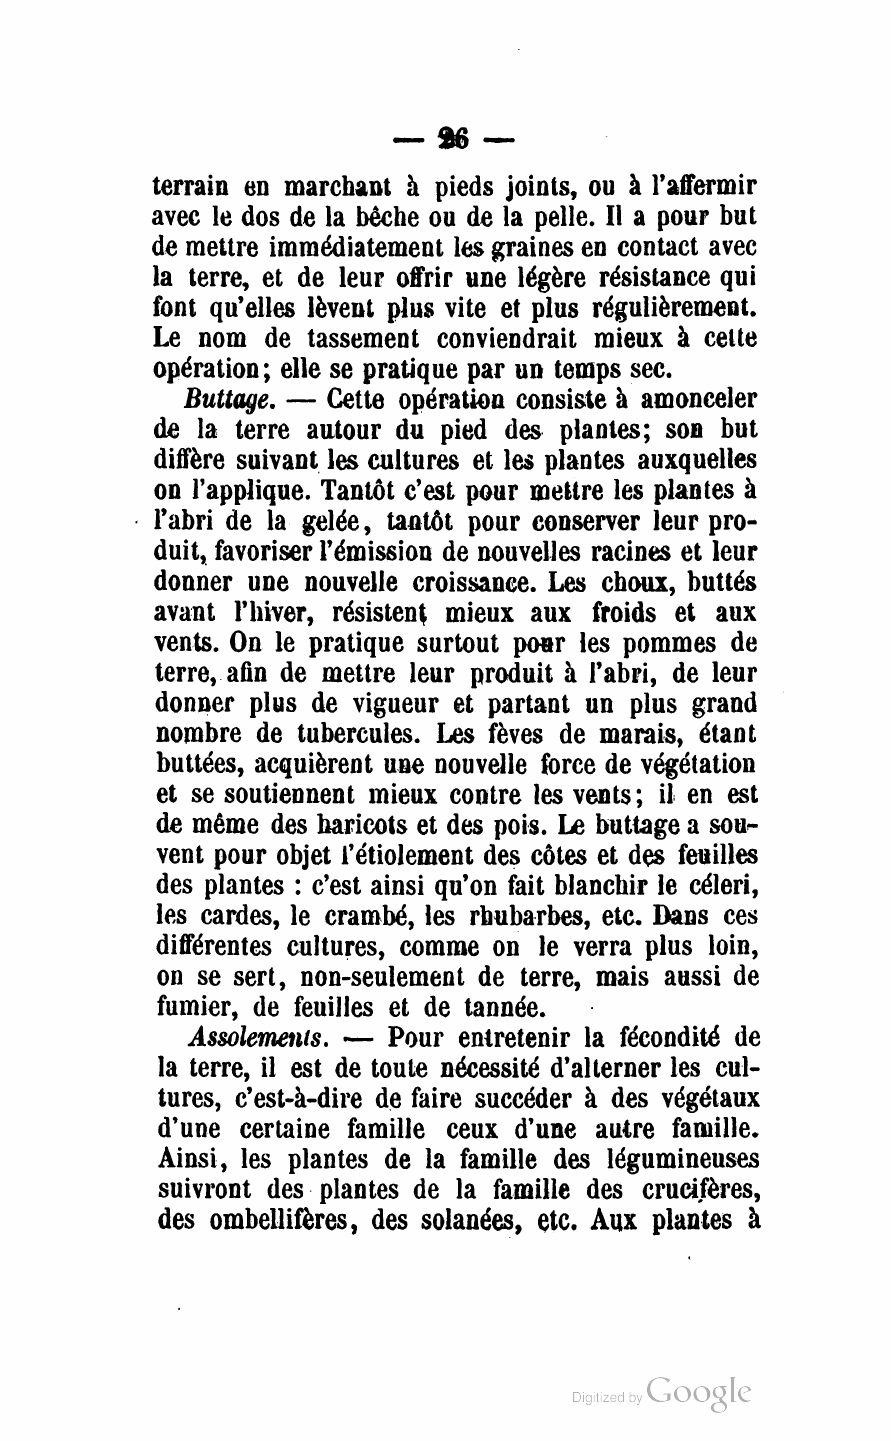 — 26 —
terrain en marchant à pieds joints, ou à l'affermir
avec le dos de la bêche ou de la pelle. Il a pour but
de mettre immédiatement les graines en contact avec
la terre, et de leur offrir une légère résistance qui
font qu'elles lèvent plus vite et plus régulièrement.
Le nom de tassement conviendrait mieux à cette
opération; elle se pratique par un temps sec.
Buttage. — Cette opération consiste à amonceler
de la terre autour du pied des plantes; son but
diffère suivant les cultures et les plantes auxquelles
on l'applique. Tantôt c'est pour mettre les plantes à
l'abri de la gelée, tantôt pour conserver leur pro-
duit, favoriser l'émission de nouvelles racines et leur
donner une nouvelle croissance. Les choux, buttés
avant l'hiver, résistent mieux aux froids et aux
vents. On le pratique surtout pour les pommes de
terre, afin de mettre leur produit à l'abri, de leur
donner plus de vigueur et partant un plus grand
nombre de tubercules. Les fèves de marais, étant
buttées, acquièrent une nouvelle force de végétation
et se soutiennent mieux contre les vents; il en est
de même des haricots et des pois. Le buttage a sou-
vent pour objet l'étiolement des côtes et des feuilles
des plantes : c'est ainsi qu'on fait blanchir le céleri,
les cardes, le crambé, les rhubarbes, etc. Dans ces
différentes cultures, comme on le verra plus loin,
on se sert, non-seulement de terre, mais aussi de
fumier, de feuilles et de tannée.
Assolements. — Pour entretenir la fécondité de
la terre, il est de toute nécessité d'alterner les cul-
tures, c'est-à-dire de faire succéder à des végétaux
d'une certaine famille ceux d'une autre famille.
Ainsi, les plantes de la famille des légumineuses
suivront des plantes de la famille des crucifères,
des ombellifères, des solanées, etc. Aux plantes à
Digitized by Google